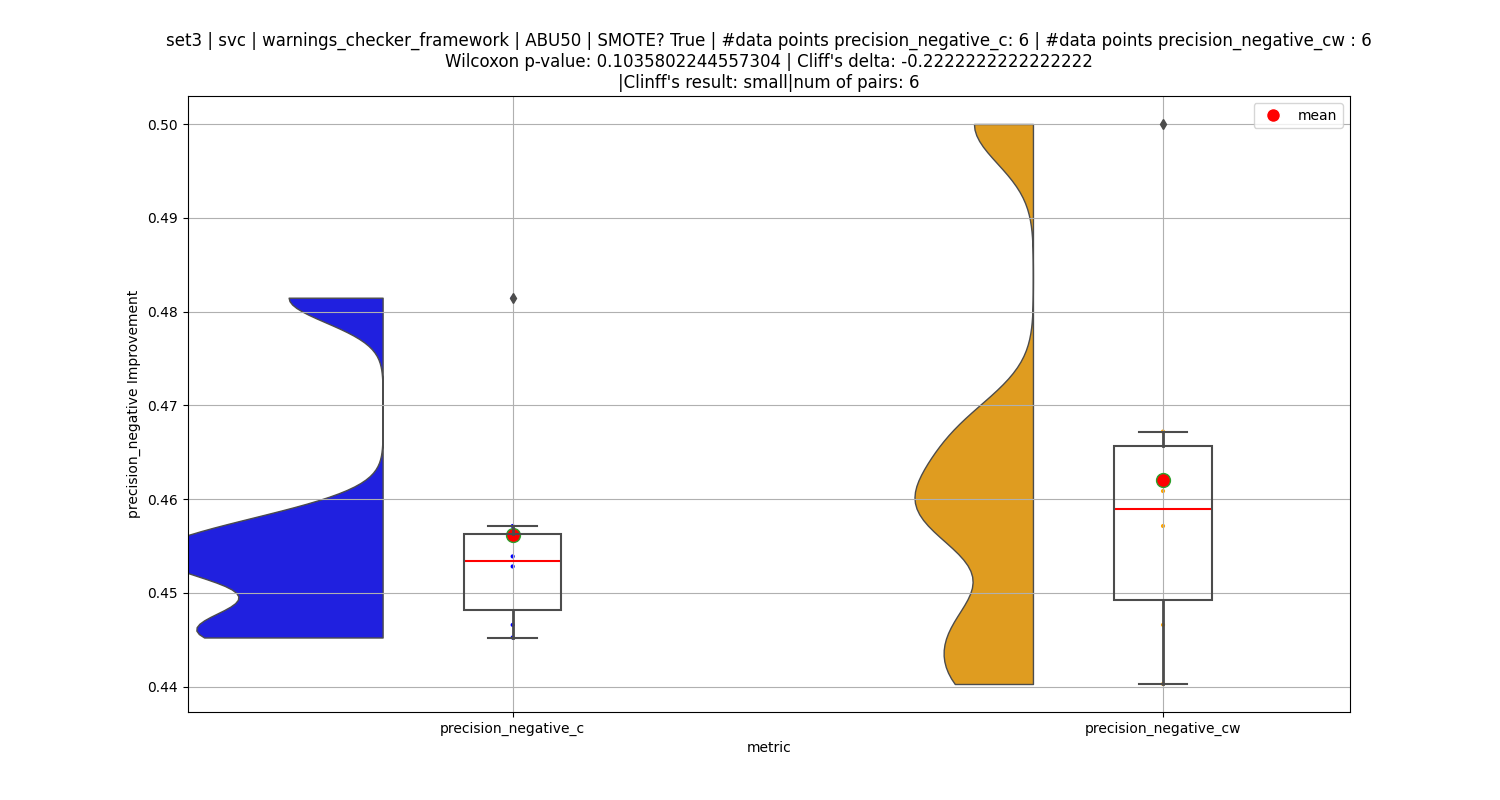 set3 | svc | warnings_checker_framework | ABU50 | SMOTE? True | #data points precision_negative_c: 6 | #data points precision_negative_cw : 6
Wilcoxon p-value: 0.1035802244557304 | Cliff's delta: -0.2222222222222222
|Clinff's result: small|num of pairs: 6
mean
precision_negative Improvement
0.50
0.49
0.48
0.47
0.46
0.45
0.44
precision_negative_c
precision_negative_cw
metric